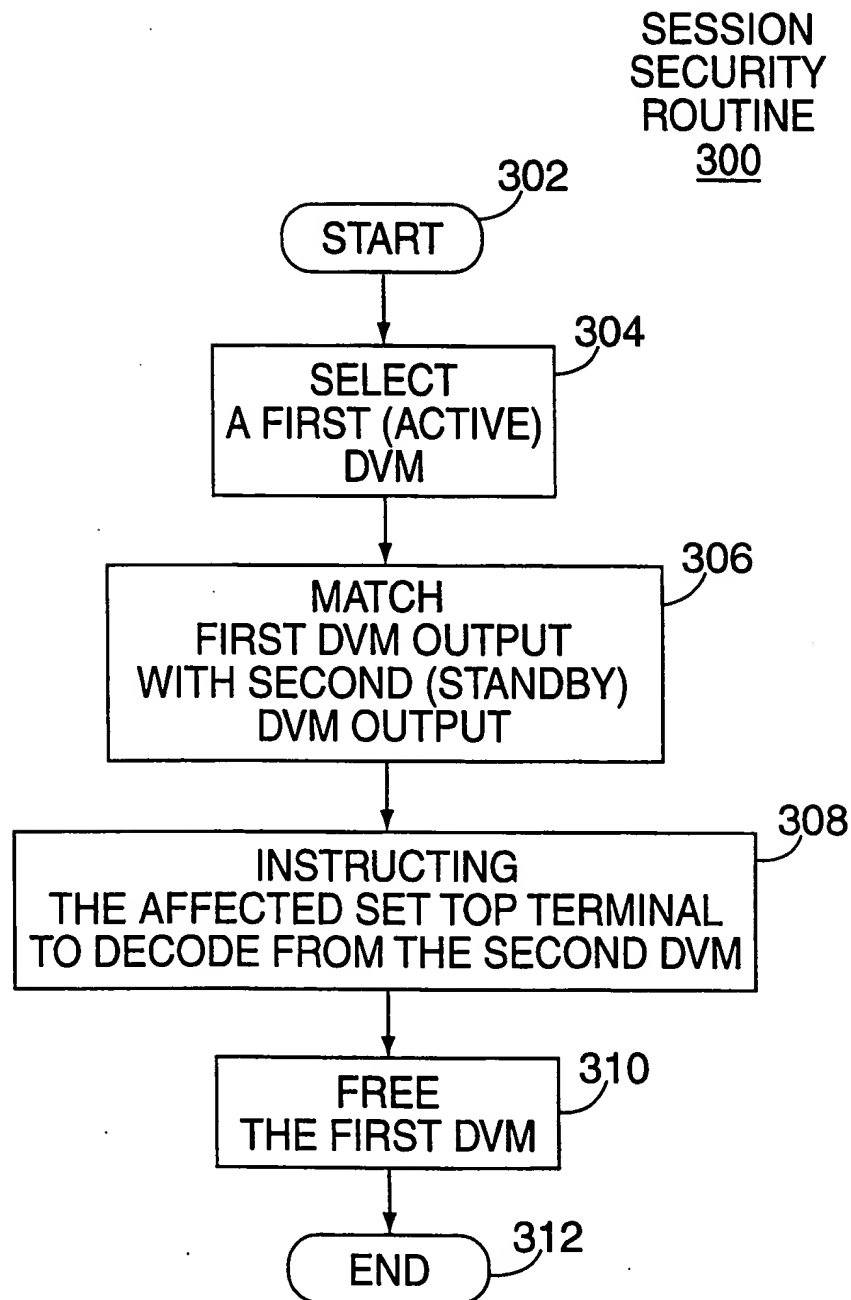 SESSION
SECURITY
ROUTINE
300
302
START
304
SELECT
A FIRST (ACTIVE)
DVM
306
MATCH
FIRST DVM OUTPUT
WITH SECOND (STANDBY)
DVM OUTPUT
308
INSTRUCTING
THE AFFECTED SET TOP TERMINAL
TO DECODE FROM THE SECOND DVM
310
FREE
THE FIRST DVM
312
END